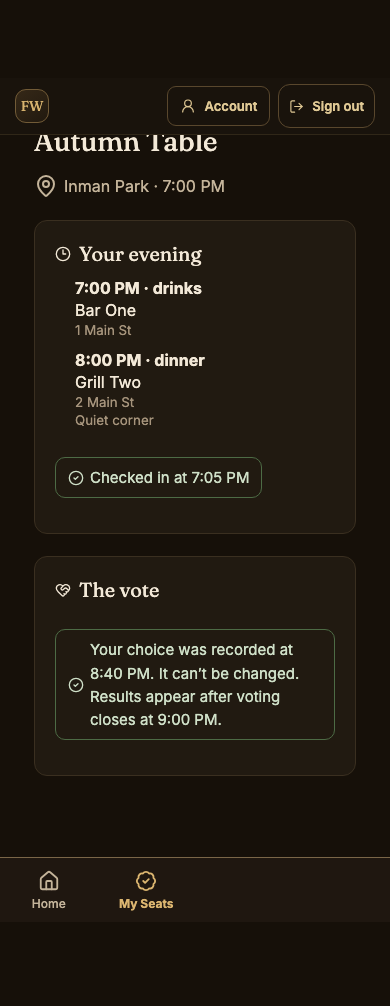 FW
Account
Sign out
Autumn Table
Inman Park · 7:00 PM
Your evening
7:00 PM · drinks
Bar One
1 Main St
8:00 PM · dinner
Grill Two
2 Main St
Quiet corner
Checked in at 7:05 PM
The vote
Your choice was recorded at
8:40 PM. It can’t be changed.
Results appear after voting
closes at 9:00 PM.
Home
My Seats